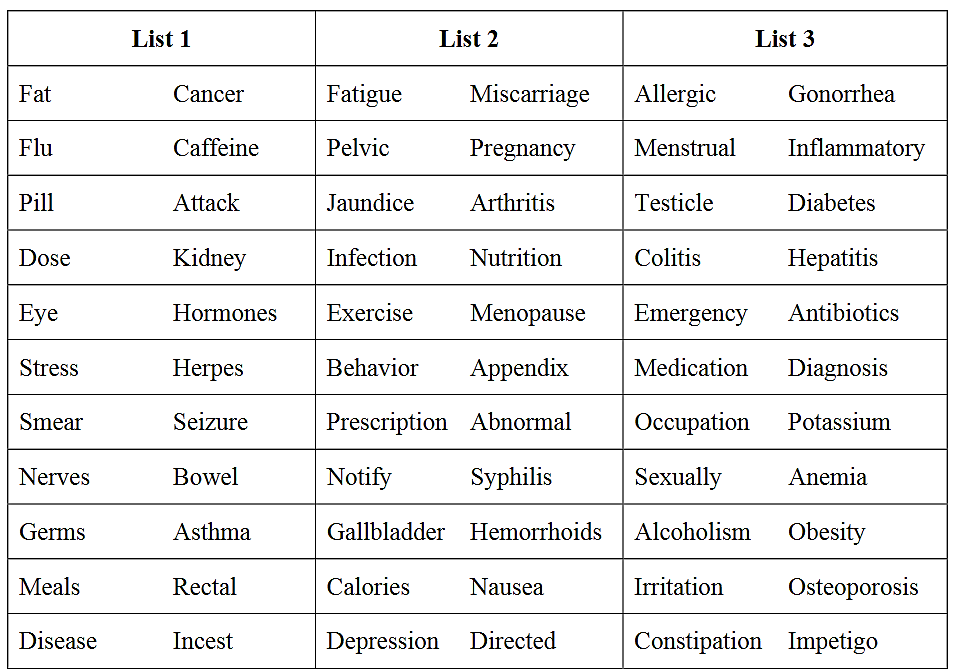 List 1 List 2 List 3
Fat Cancer Fatigue Miscarriage Allergic Gonorrhea
Flu Caffeine Pelvic Pregnancy Menstrual Inflammatory
Pill Attack Jaundice Arthritis Testicle Diabetes
Dose Kidney Infection Nutrition Colitis Hepatitis
Eye Hormones Exercise Menopause Emergency Antibiotics
Stress Herpes Behavior Appendix Medication Diagnosis
Smear Seizure Prescription Abnormal Occupation Potassium
Nerves Bowel Notify Syphilis Sexually Anemia
Germs Asthma Gallbladder Hemorrhoids Alcoholism Obesity
Meals Rectal Calories Nausea Irritation Osteoporosis
Disease Incest Depression Directed Constipation Impetigo